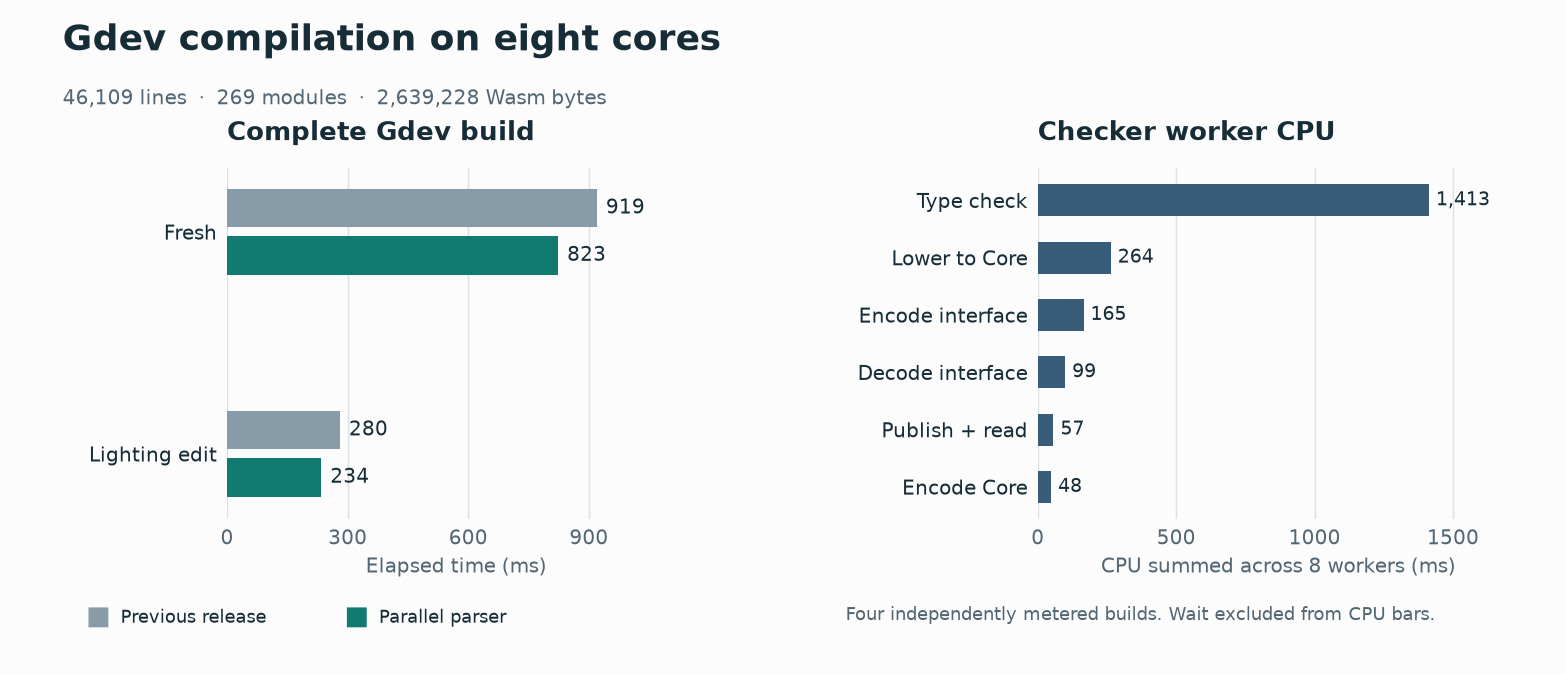 Gdev compilation on eight cores
46,109 lines · 269 modules · 2,639,228 Wasm bytes
Complete Gdev build
Fresh
919
823
Lighting edit
280
234
0 300 600 900
Elapsed time (ms)
Previous release
Parallel parser
Checker worker CPU
Type check 1,413
Lower to Core 264
Encode interface 165
Decode interface 99
Publish + read 57
Encode Core 48
0 500 1000 1500
CPU summed across 8 workers (ms)
Four independently metered builds. Wait excluded from CPU bars.